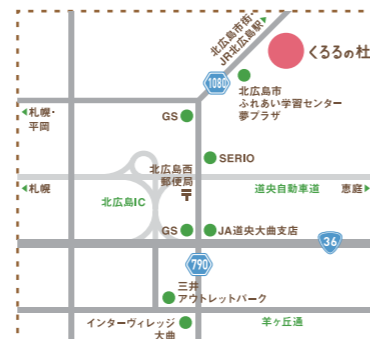 北広島市街・
JR北広島駅▶
くるるの杜
1080
北広島市
ふれあい学習センター
夢プラザ
◀札幌・
平岡
GS
SERIO
北広島西
郵便局
〒
◀札幌
北広島IC
道央自動車道
恵庭▶
GS
JA道央大曲支店
36
790
三井
アウトレットパーク
インターヴィレッジ
大曲
羊ヶ丘通